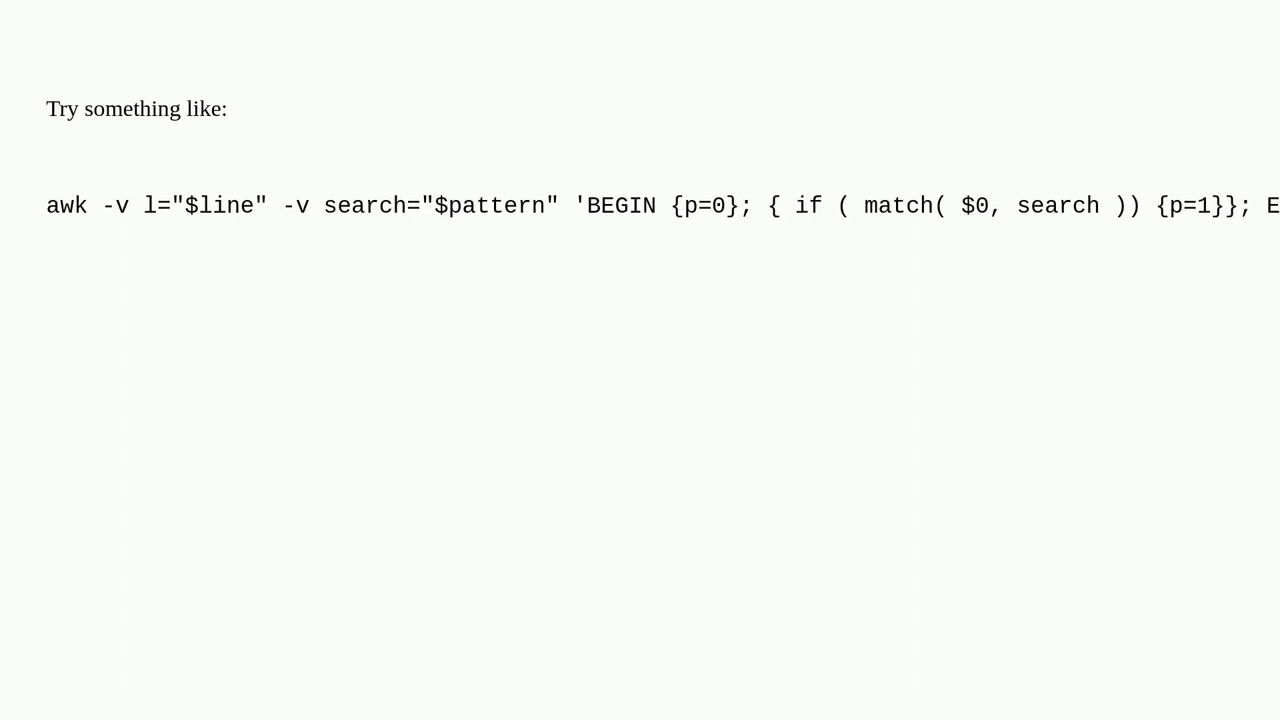 Try something like:
awk -v l="$line" -v search="$pattern" 'BEGIN {p=0}; { if ( match( $0, search )) {p=1}}; E